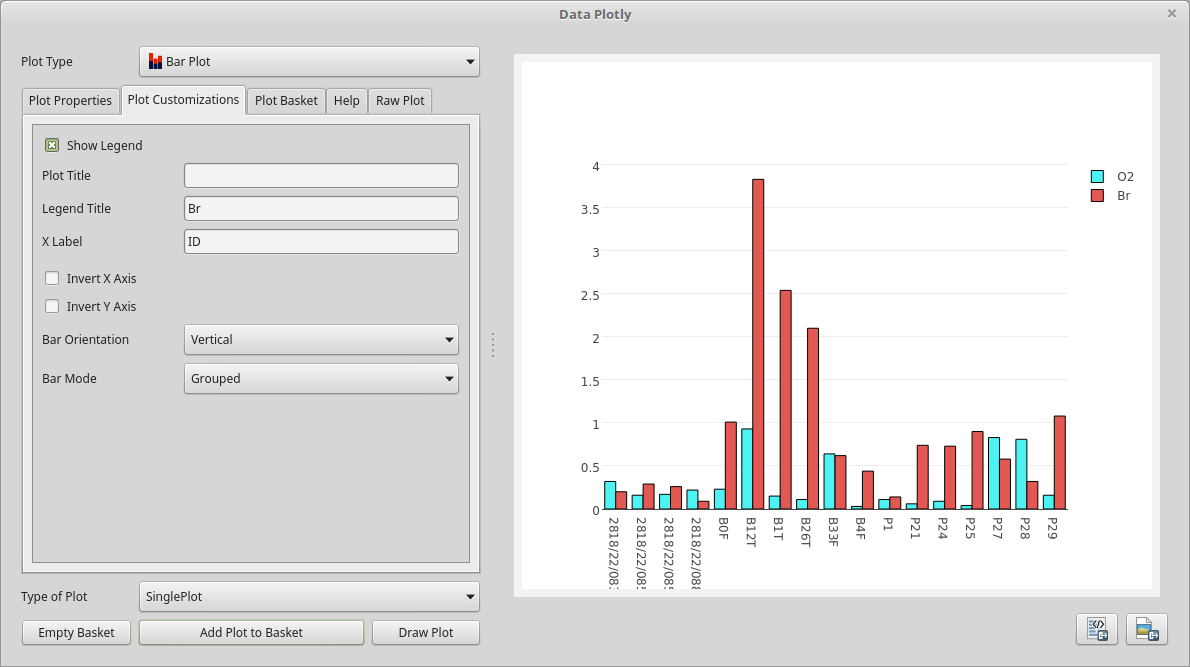 Data Plotly
Plot Type
Bar Plot
Plot Properties
Plot Customizations
Plot Basket
Help
Raw Plot
Show Legend
Plot Title
Legend Title
Br
X Label
ID
Invert X Axis
Invert Y Axis
Bar Orientation
Vertical
Bar Mode
Grouped
Type of Plot
SinglePlot
Empty Basket
Add Plot to Basket
Draw Plot
4
3.5
3
2.5
2
1.5
1
0.5
0
2818/22/08
2818/22/08
2818/22/08
2818/22/08
B0F
B12T
B1T
B26T
B33F
B4F
P1
P21
P24
P25
P27
P28
P29
O2
Br